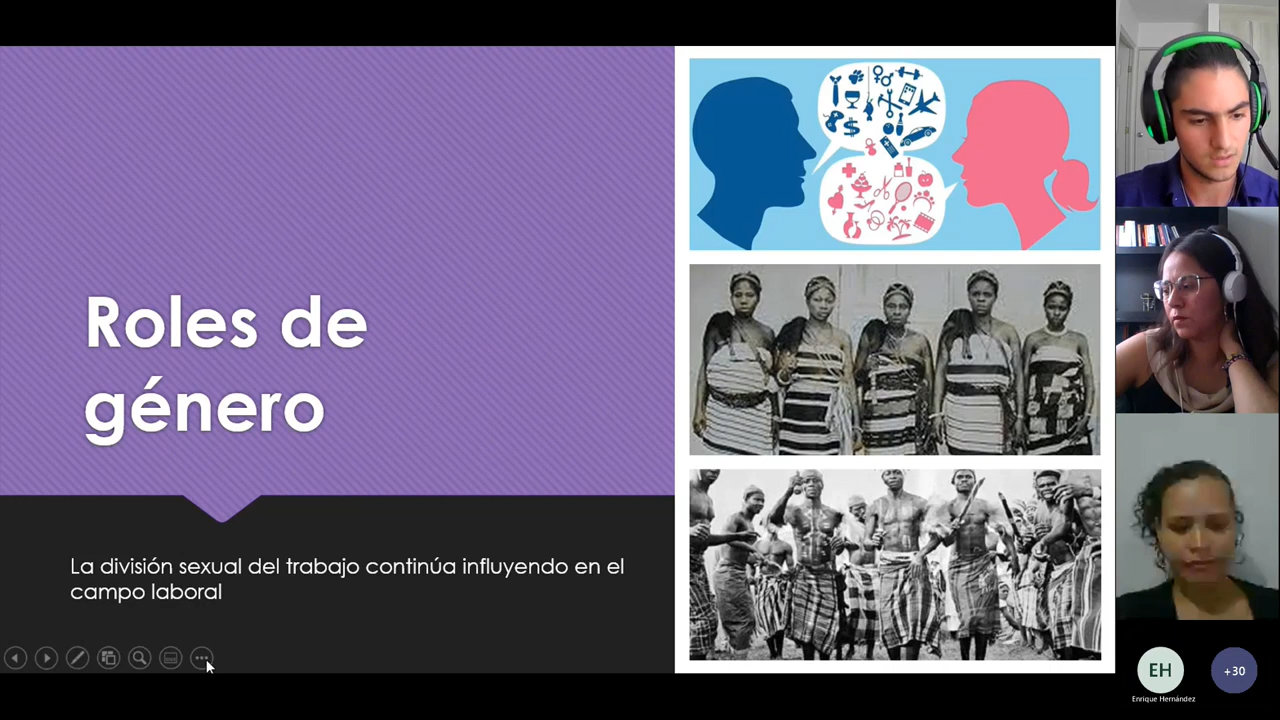 Roles de
género
La división sexual del trabajo continúa influyendo en el
campo laboral
EH
Enrique Hernández
+30